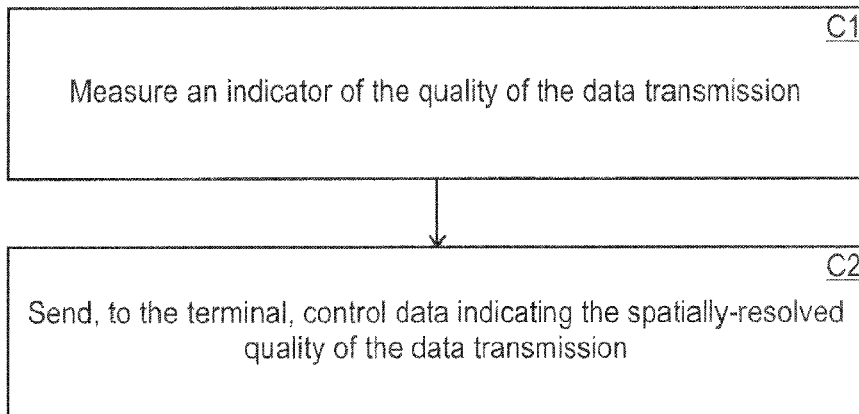 C1
Measure an indicator of the quality of the data transmission
C2
Send, to the terminal, control data indicating the spatially-resolved
quality of the data transmission